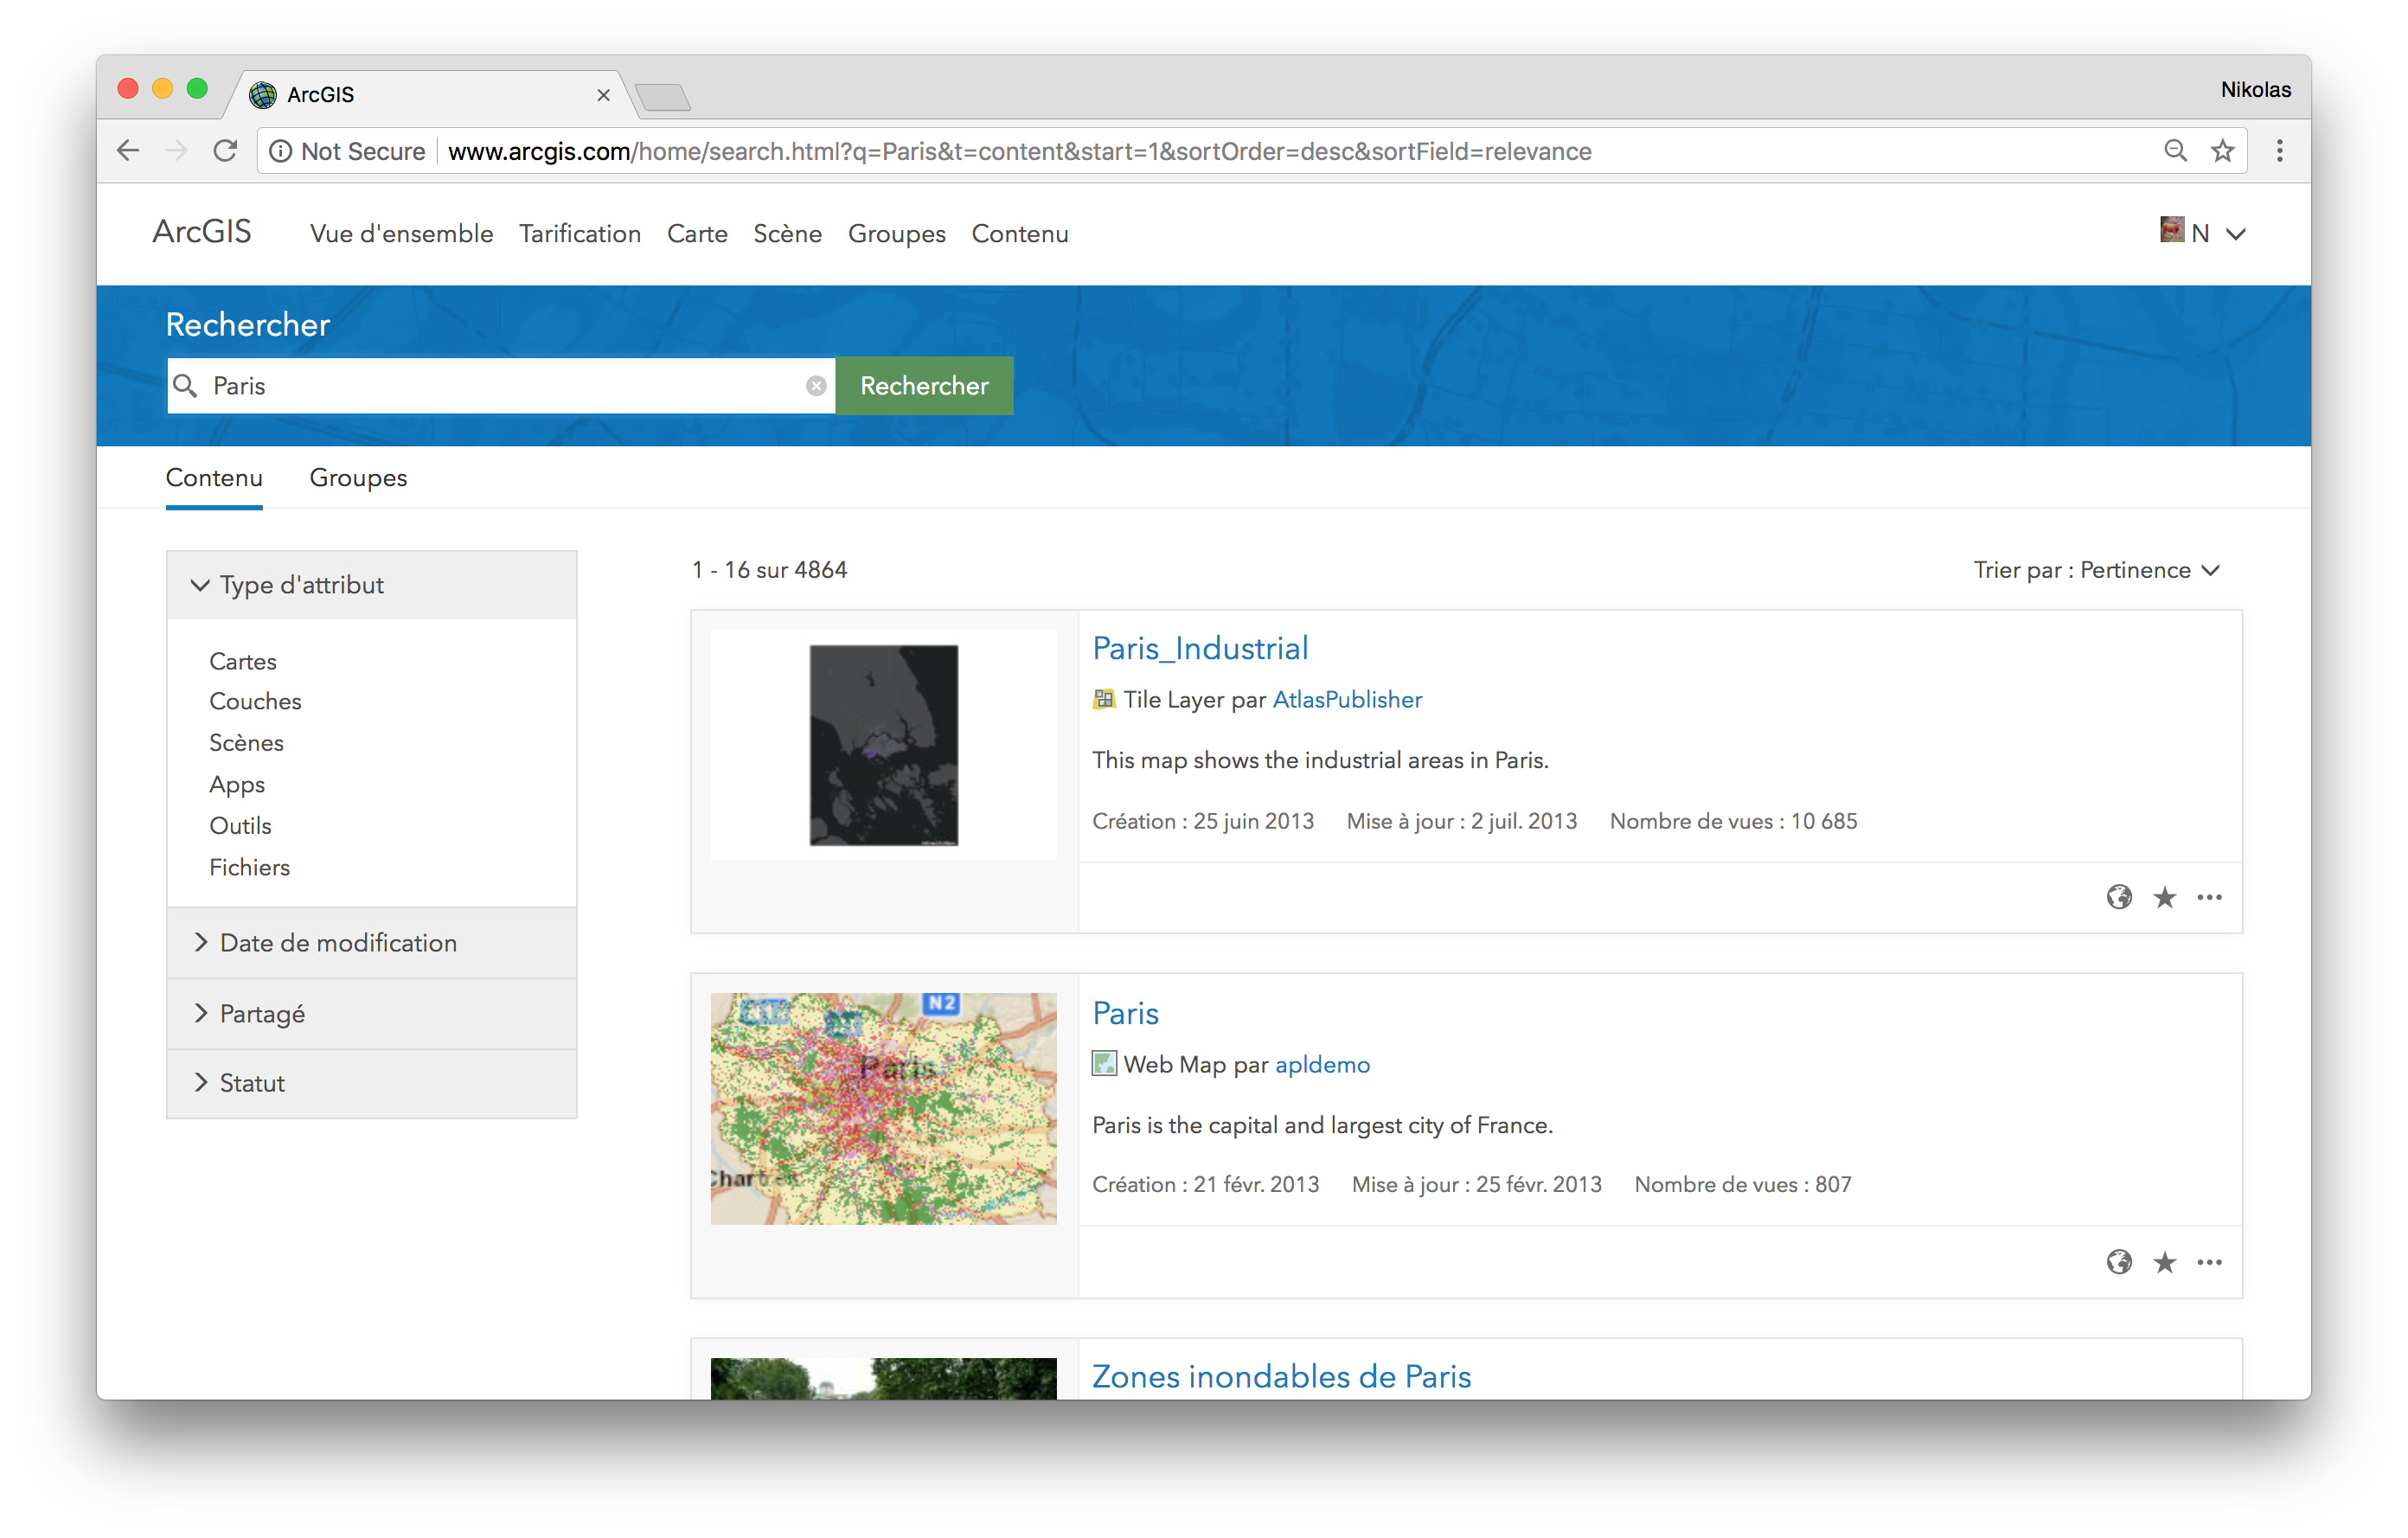 ArcGIS
Nikolas
Not Secure www.arcgis.com/home/search.html?q=Paris&t=content&start=1&sortOrder=desc&sortField=relevance
ArcGIS Vue d'ensemble Tarification Carte Scène Groupes Contenu N
Rechercher
Paris Rechercher
Contenu Groupes
Type d'attribut
Cartes
Couches
Scènes
Apps
Outils
Fichiers
Date de modification
Partagé
Statut
1 - 16 sur 4864 Trier par : Pertinence
Paris_Industrial
Tile Layer par AtlasPublisher
This map shows the industrial areas in Paris.
Création : 25 juin 2013 Mise à jour : 2 juil. 2013 Nombre de vues : 10 685
N2
Paris
Paris
Web Map par apldemo
Paris is the capital and largest city of France.
Création : 21 févr. 2013 Mise à jour : 25 févr. 2013 Nombre de vues : 807
Zones inondables de Paris